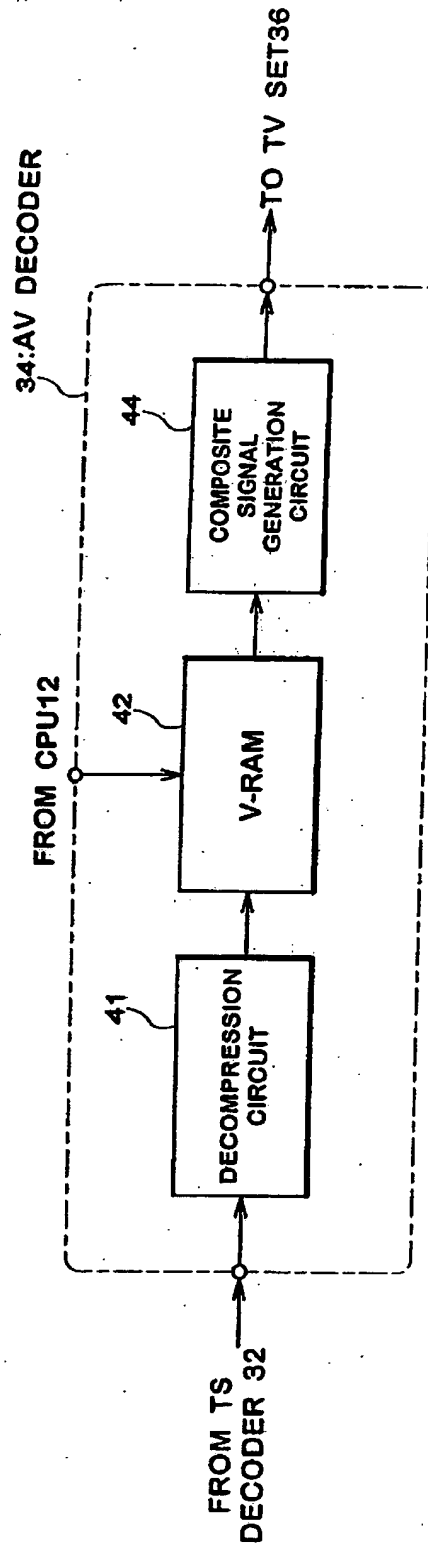 34:AV DECODER
FROM CPU12
41
42
44
FROM TS
DECODER 32
DECOMPRESSION
CIRCUIT
V-RAM
COMPOSITE
SIGNAL
GENERATION
CIRCUIT
TO TV SET36